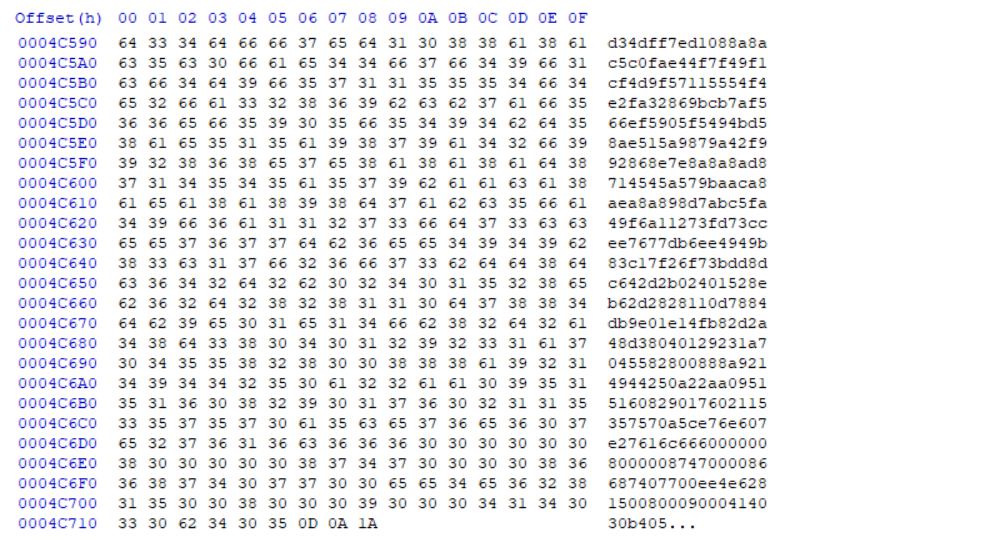 Offset(h) 00 01 02 03 04 05 06 07 08 09 0A 0B 0C 0D 0E 0F
0004C590 64 33 34 64 66 66 37 65 64 31 30 38 38 61 38 61 d34dff7ed1088a8a
0004C5A0 63 35 63 30 66 61 65 34 34 66 37 66 34 39 66 31 c5c0fae44f7f49f1
0004C5B0 63 66 34 64 39 66 35 37 31 31 35 35 35 34 66 34 cf4d9f57115554f4
0004C5C0 65 32 66 61 33 32 38 36 39 62 63 62 37 61 66 35 e2fa32869bcb7af5
0004C5D0 36 36 65 66 35 39 30 35 66 35 34 39 34 62 64 35 66ef5905f5494bd5
0004C5E0 38 61 65 35 31 35 61 39 38 37 39 61 34 32 66 39 8ae515a9879a42f9
0004C5F0 39 32 38 36 38 65 37 65 38 61 38 61 38 61 64 38 92868e7e8a8a8ad8
0004C600 37 31 34 35 34 35 61 35 37 39 62 61 61 63 61 38 714545a579baaca8
0004C610 61 65 61 38 61 38 39 38 64 37 61 62 63 35 66 61 aea8a898d7abc5fa
0004C620 34 39 66 36 61 31 31 32 37 33 66 64 37 33 63 63 49f6a11273fd73cc
0004C630 65 65 37 36 37 37 64 62 36 65 65 34 39 34 39 62 ee7677db6ee4949b
0004C640 38 33 63 31 37 66 32 36 66 37 33 62 64 64 38 64 83c17f26f73bdd8d
0004C650 63 36 34 32 64 32 62 30 32 34 30 31 35 32 38 65 c642d2b02401528e
0004C660 62 36 32 64 32 38 32 38 31 31 30 64 37 38 38 34 b62d2828110d7884
0004C670 64 62 39 65 30 31 65 31 34 66 62 38 32 64 32 61 db9e01e14fb82d2a
0004C680 34 38 64 33 38 30 34 30 31 32 39 32 33 31 61 37 48d38040129231a7
0004C690 30 34 35 35 38 32 38 30 30 38 38 38 61 39 32 31 045582800888a921
0004C6A0 34 39 34 34 32 35 30 61 32 32 61 61 30 39 35 31 4944250a22aa0951
0004C6B0 35 31 36 30 38 32 39 30 31 37 36 30 32 31 31 35 5160829017602115
0004C6C0 33 35 37 35 37 30 61 35 63 65 37 36 65 36 30 37 357570a5ce76e607
0004C6D0 65 32 37 36 31 36 63 36 36 36 30 30 30 30 30 30 e27616c666000000
0004C6E0 38 30 30 30 30 30 38 37 34 37 30 30 30 30 38 36 8000008747000086
0004C6F0 36 38 37 34 30 37 37 30 30 65 65 34 65 36 32 38 687407700ee4e628
0004C700 31 35 30 30 38 30 30 30 39 30 30 30 34 31 34 30 1500800090004140
0004C710 33 30 62 34 30 35 0D 0A 1A 30b405...